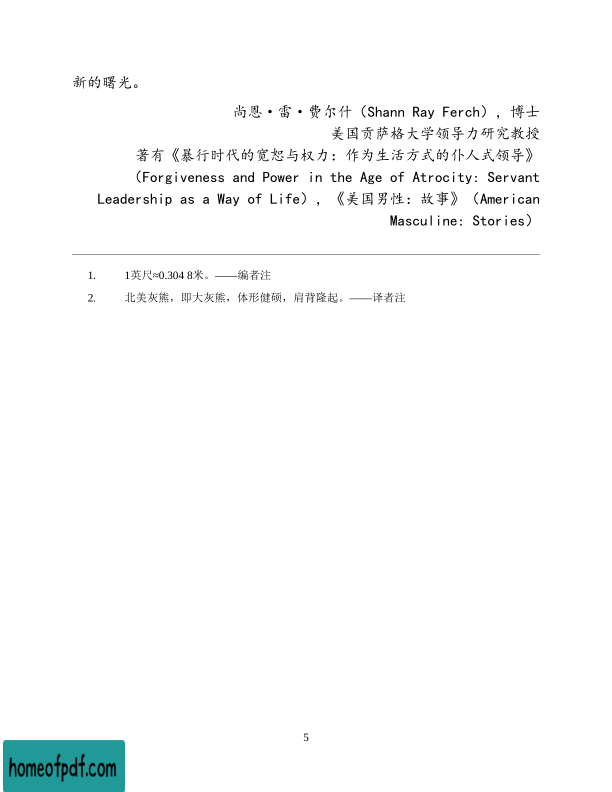 新的曙光。
尚恩·雷·费尔什（Shann Ray Ferch），博士
美国贡萨格大学领导力研究教授
著有《暴行时代的宽恕与权力：作为生活方式的仆人式领导》
（Forgiveness and Power in the Age of Atrocity: Servant
Leadership as a Way of Life），《美国男性：故事》（American
Masculine: Stories）
1. 1英尺≈0.304 8米。——编者注
2. 北美灰熊，即大灰熊，体形健硕，肩背隆起。——译者注
5
homeofpdf.com